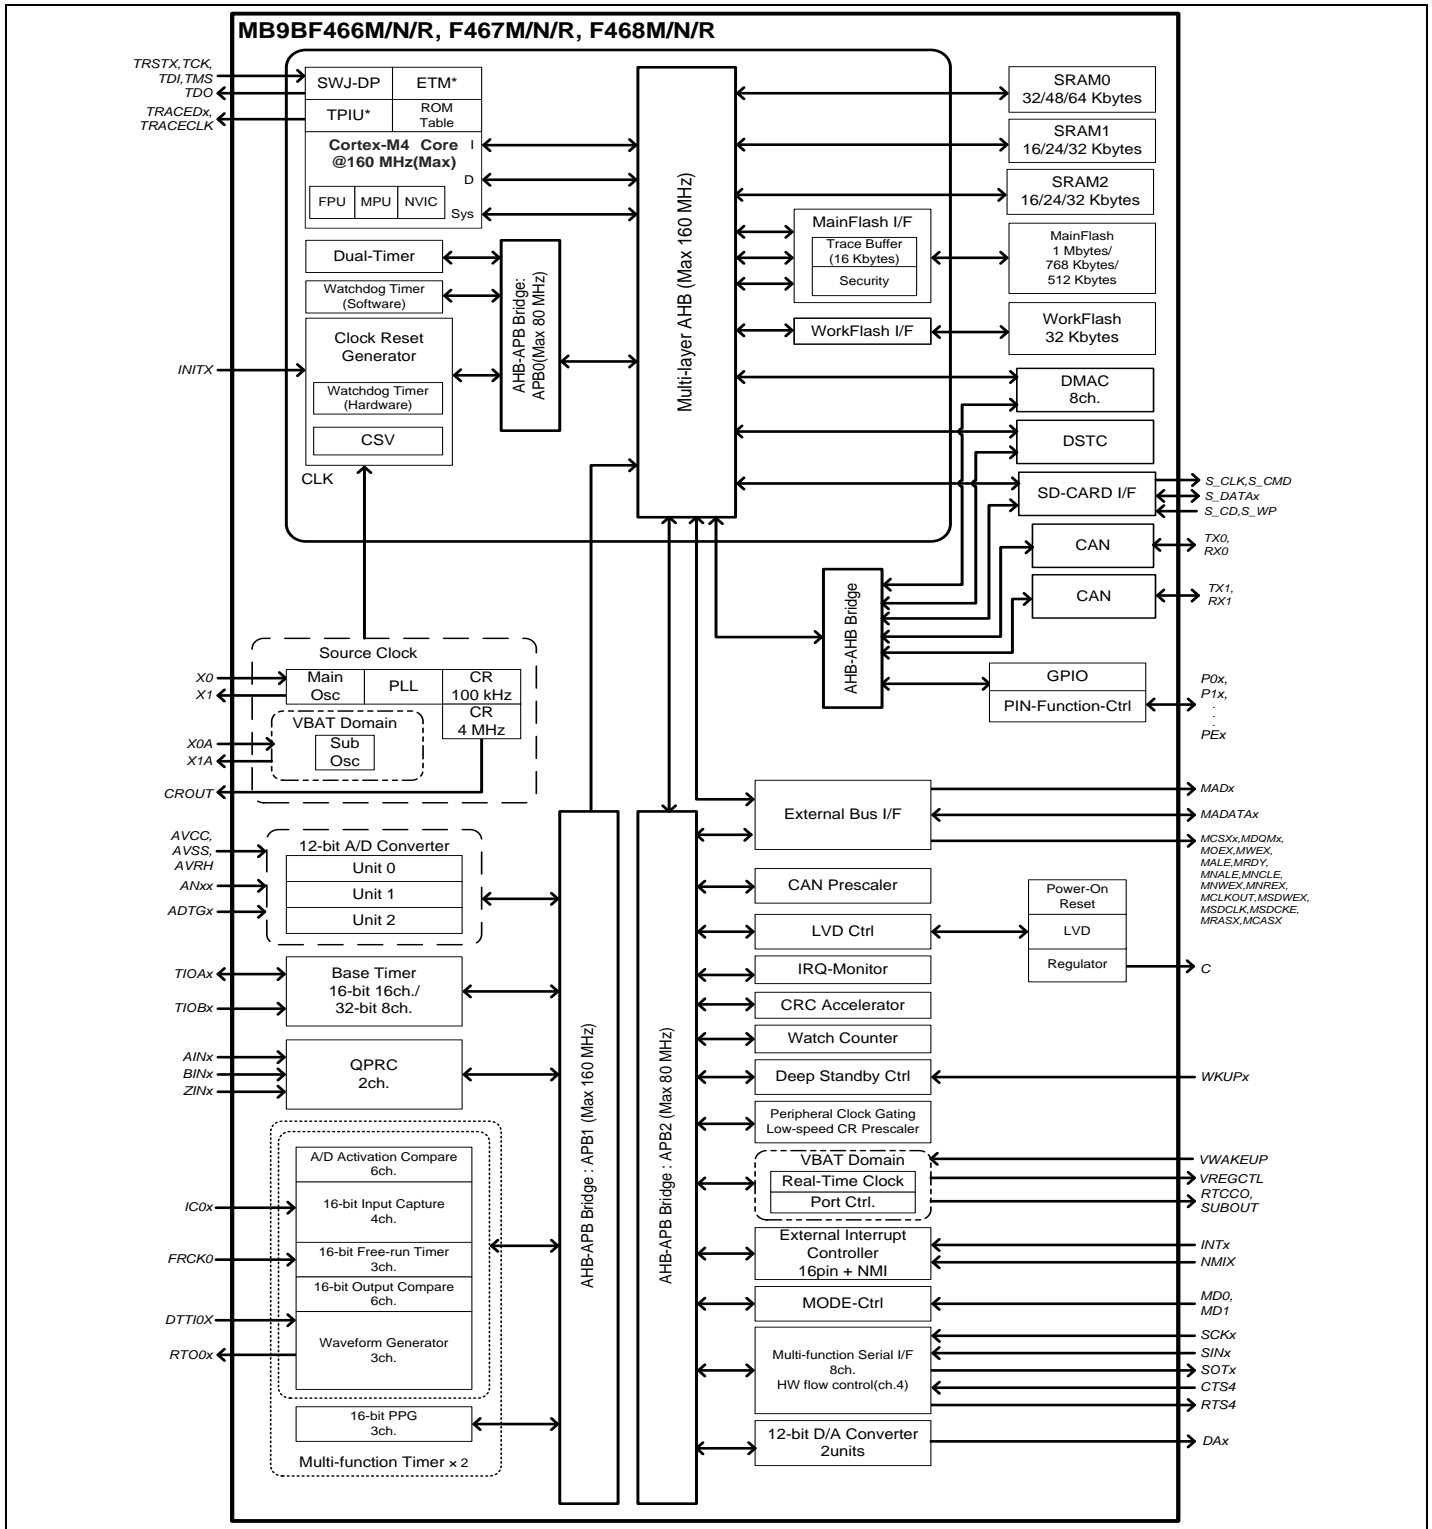 MB9BF466M/N/R, F467M/N/R, F468M/N/R
TRSTX,TCK,
TDI,TMS
TDO
TRACEDx,
TRACECLK
SWJ-DP
ETM*
TPIU*
ROM
Table
Cortex-M4 Core
@160 MHz(Max)
I
D
Sys
FPU
MPU
NVIC
Dual-Timer
Watchdog Timer
(Software)
Clock Reset
Generator
Watchdog Timer
(Hardware)
CSV
CLK
INITX
AHB-APB Bridge:
APB0(Max 80 MHz)
Multi-layer AHB (Max 160 MHz)
MainFlash I/F
Trace Buffer
(16 Kbytes)
Security
WorkFlash I/F
SRAM0
32/48/64 Kbytes
SRAM1
16/24/32 Kbytes
SRAM2
16/24/32 Kbytes
MainFlash
1 Mbytes/
768 Kbytes/
512 Kbytes
WorkFlash
32 Kbytes
DMAC
8ch.
DSTC
SD-CARD I/F
S_CLK,S_CMD
S_DATAx
S_CD,S_WP
CAN
TX0,
RX0
CAN
TX1,
RX1
AHB-AHB Bridge
GPIO
PIN-Function-Ctrl
P0x,
P1x,
.
.
PEx
Source Clock
X0
X1
Main
Osc
PLL
CR
100 kHz
CR
4 MHz
VBAT Domain
Sub
Osc
X0A
X1A
CROUT
AVCC,
AVSS,
AVRH
ANxx
ADTGx
12-bit A/D Converter
Unit 0
Unit 1
Unit 2
TIOAx
TIOBx
Base Timer
16-bit 16ch./
32-bit 8ch.
AINx
BINx
ZINx
QPRC
2ch.
A/D Activation Compare
6ch.
IC0x
16-bit Input Capture
4ch.
FRCK0
16-bit Free-run Timer
3ch.
16-bit Output Compare
6ch.
DTTI0X
RTO0x
Waveform Generator
3ch.
16-bit PPG
3ch.
Multi-function Timer × 2
AHB-APB Bridge : APB1 (Max 160 MHz)
AHB-APB Bridge : APB2 (Max 80 MHz)
External Bus I/F
MADx
MADATAx
MCSXx,MDQMx,
MOEX,MWEX,
MALE,MRDY,
MNALE,MNCLE,
MNWEX,MNREX,
MCLKOUT,MSDWEX,
MSDCLK,MSDCKE,
MRASX,MCASX
CAN Prescaler
LVD Ctrl
Power-On
Reset
LVD
Regulator
C
IRQ-Monitor
CRC Accelerator
Watch Counter
Deep Standby Ctrl
WKUPx
Peripheral Clock Gating
Low-speed CR Prescaler
VBAT Domain
Real-Time Clock
Port Ctrl.
VWAKEUP
VREGCTL
RTCCO,
SUBOUT
External Interrupt
Controller
16pin + NMI
INTx
NMIX
MODE-Ctrl
MD0,
MD1
Multi-function Serial I/F
8ch.
HW flow control(ch.4)
SCKx
SINx
SOTx
CTS4
RTS4
12-bit D/A Converter
2units
DAx